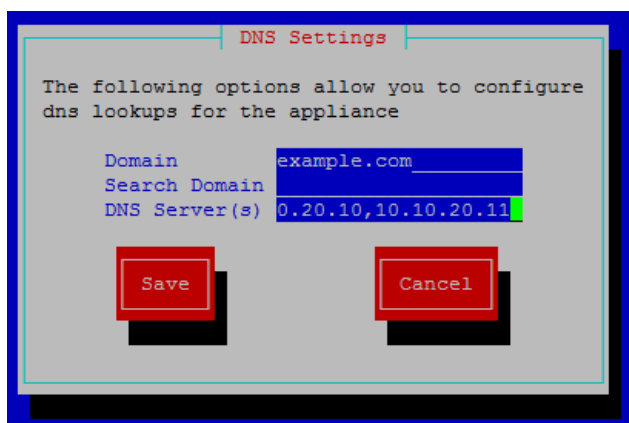 DNS Settings
The following options allow you to configure
dns lookups for the appliance
Domain example.com
Search Domain
DNS Server(s) 0.20.10,10.10.20.11
Save Cancel